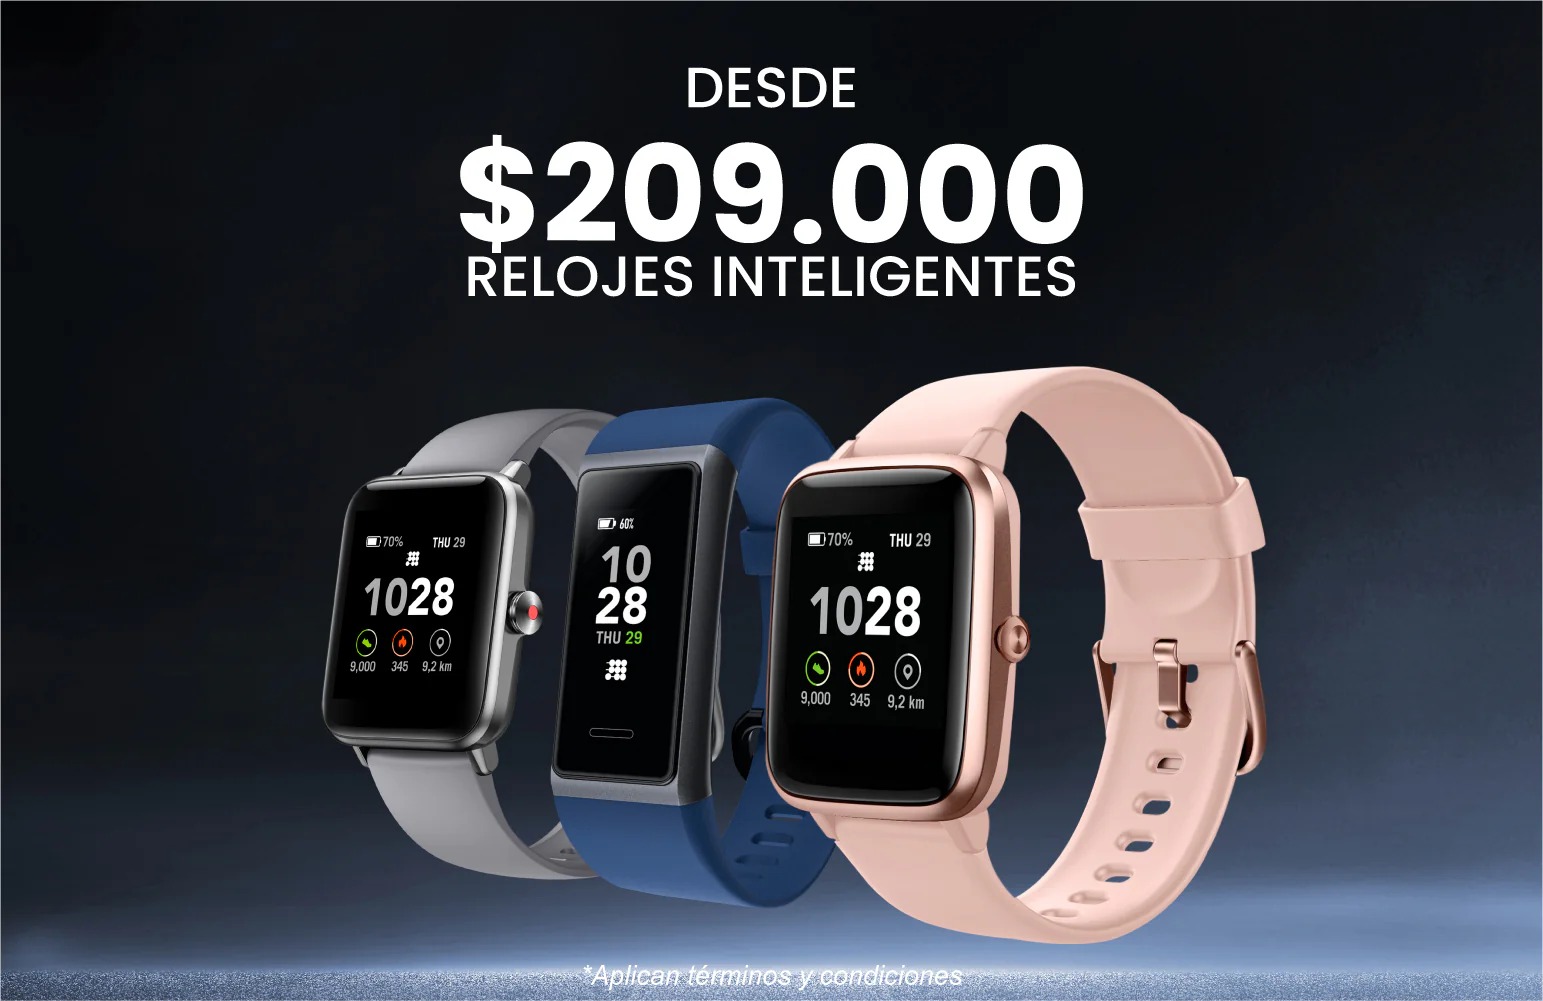 DESDE
$209.000
RELOJES INTELIGENTES
70% THU 29
1028
9,000 345 9,2 km
60%
10
28
THU 29
70% THU 29
1028
9,000 345 9,2 km
*Aplican términos y condiciones